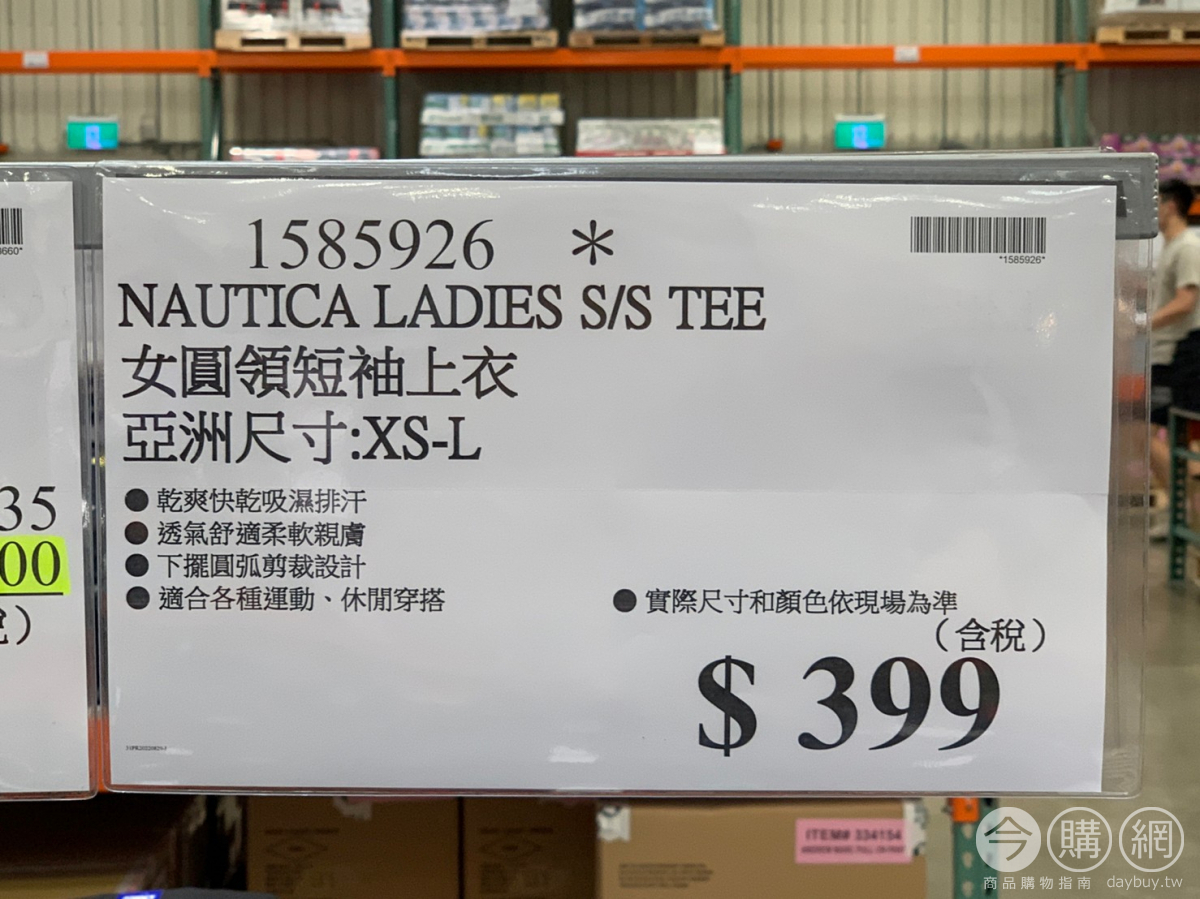 1585926 *
*1585926*
NAUTICA LADIES S/S TEE
女圓領短袖上衣
亞洲尺寸:XS-L
● 乾爽快乾吸濕排汗
● 透氣舒適柔軟親膚
● 下擺圓弧剪裁設計
● 適合各種運動、休閒穿搭
● 實際尺寸和顏色依現場為準
（含稅）
$ 399
35
00
稅）
ITEM# 334154
今購網
商品購物指南 daybuy.tw